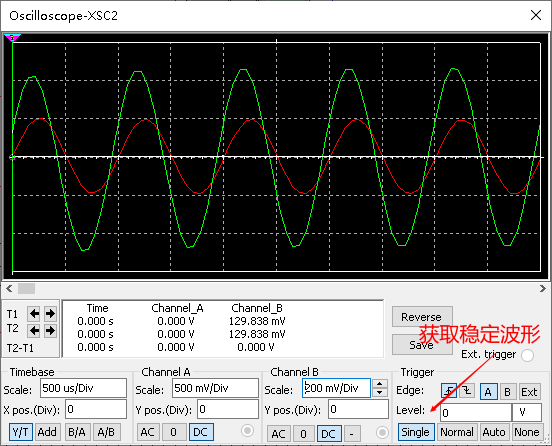 Oscilloscope-XSC2
T1
T2
T2-T1
Time Channel_A Channel_B
0.000 s 0.000 V 129.838 mV
0.000 s 0.000 V 129.838 mV
0.000 s 0.000 V 0.000 V
Reverse
Save
获取稳定波形
Ext. trigger
Timebase
Scale: 500 us/Div
X pos.(Div): 0
Y/T Add B/A A/B
Channel A
Scale: 500 mV/Div
Y pos.(Div): 0
AC 0 DC
Channel B
Scale: 200 mV/Div
Y pos.(Div): 0
AC 0 DC -
Trigger
Edge: A B Ext
Level: 0 V
Single Normal Auto None